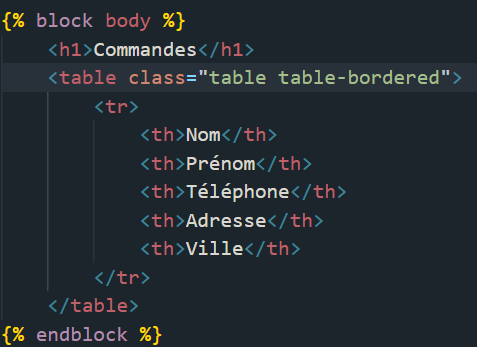 {% block body %}
<h1>Commandes</h1>
<table class="table table-bordered">
<tr>
<th>Nom</th>
<th>Prénom</th>
<th>Téléphone</th>
<th>Adresse</th>
<th>Ville</th>
</tr>
</table>
{% endblock %}